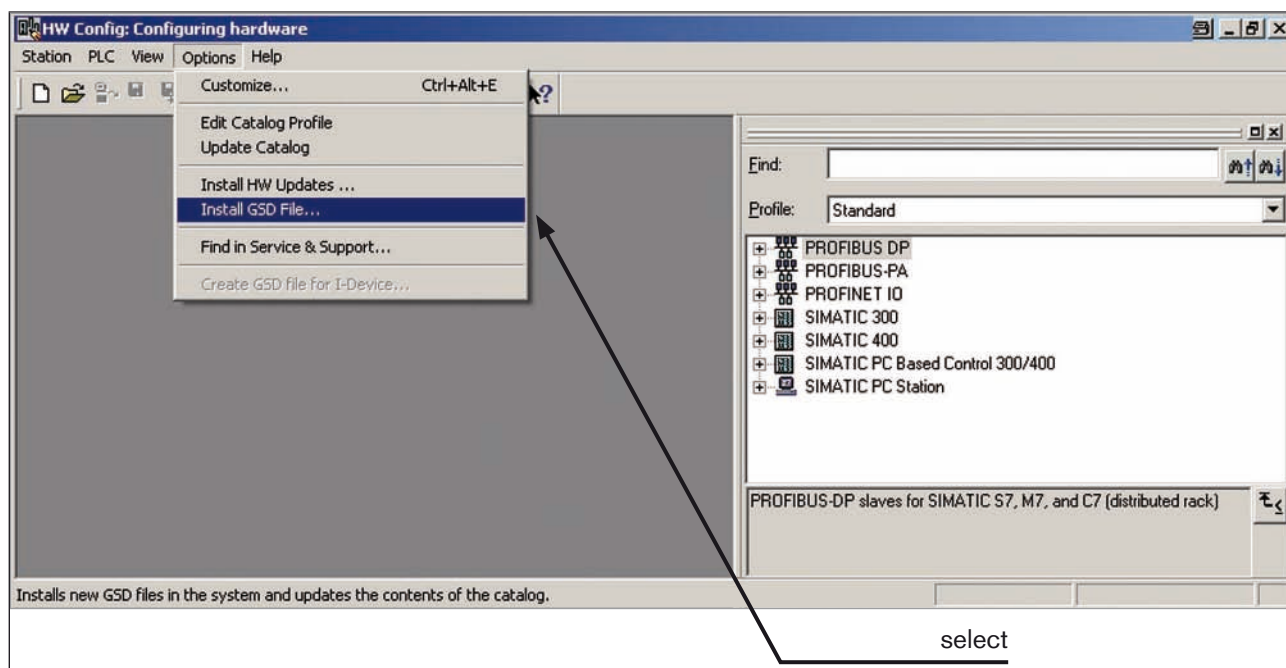 HW Config: Configuring hardware
Station PLC View Options Help
Customize... Ctrl+Alt+E
Edit Catalog Profile
Update Catalog
Install HW Updates ...
Install GSD File...
Find in Service & Support...
Create GSD file for I-Device...
Find:
Profile: Standard
PROFIBUS DP
PROFIBUS-PA
PROFINET IO
SIMATIC 300
SIMATIC 400
SIMATIC PC Based Control 300/400
SIMATIC PC Station
PROFIBUS-DP slaves for SIMATIC S7, M7, and C7 (distributed rack)
Installs new GSD files in the system and updates the contents of the catalog.
select